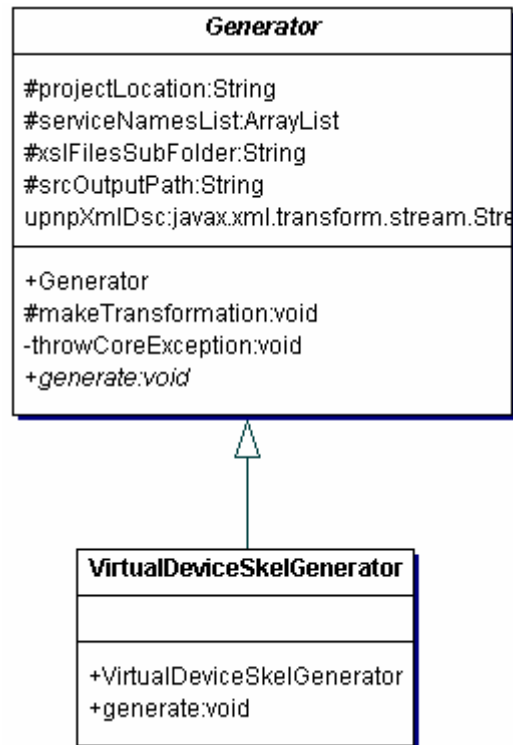 Generator
#projectLocation:String
#serviceNamesList:ArrayList
#xslFilesSubFolder:String
#srcOutputPath:String
upnpXmlDsc:javax.xml.transform.stream.Stre
+Generator
#makeTransformation:void
-throwCoreException:void
+generate:void
VirtualDeviceSkelGenerator
+VirtualDeviceSkelGenerator
+generate:void